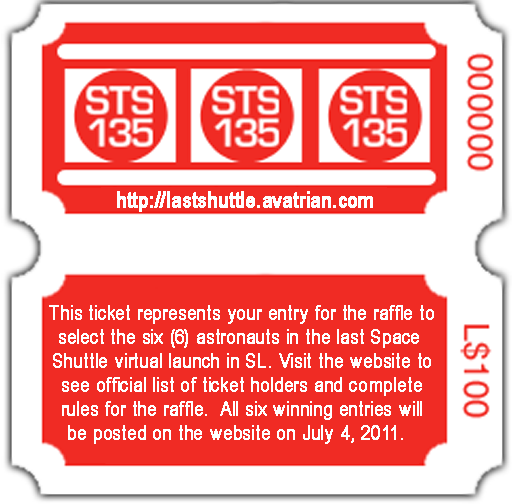 STS
135
STS
135
STS
135
000000
http://lastshuttle.avatrian.com
This ticket represents your entry for the raffle to
select the six (6) astronauts in the last Space
Shuttle virtual launch in SL. Visit the website to
see official list of ticket holders and complete
rules for the raffle.  All six winning entries will
be posted on the website on July 4, 2011.
L$100